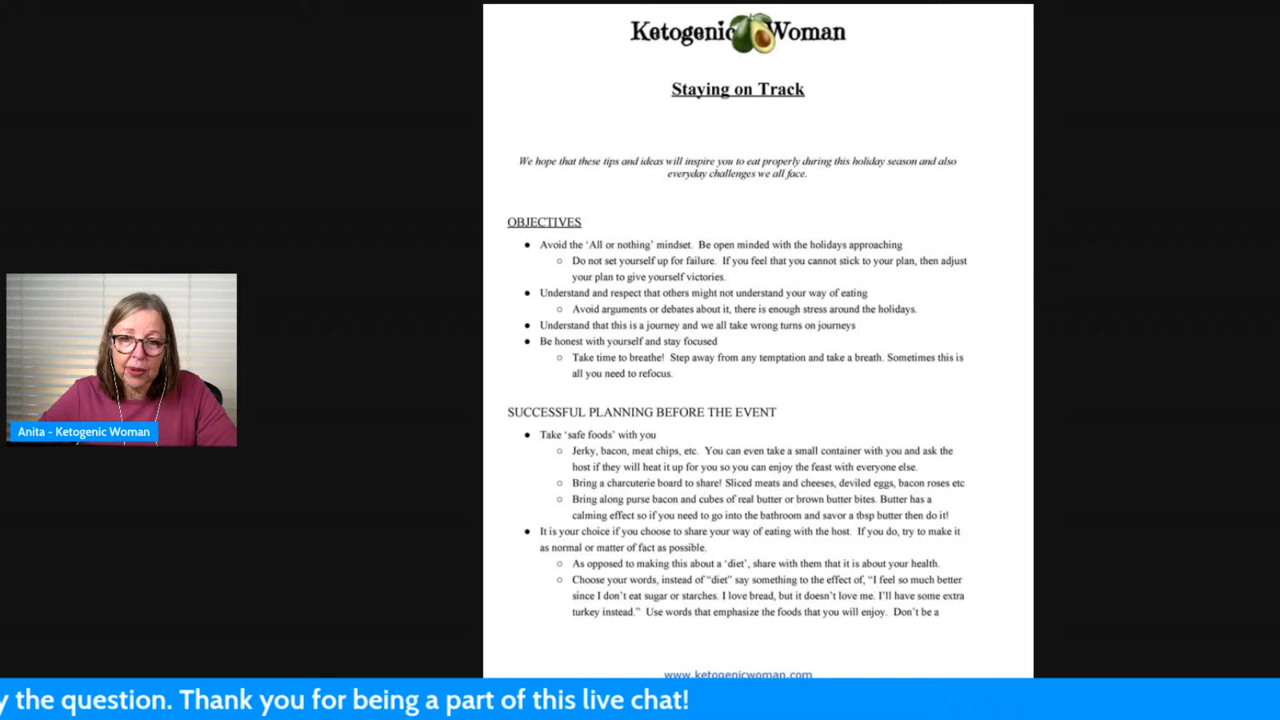 Ketogenic Woman
Staying on Track
We hope that these tips and ideas will inspire you to eat properly during this holiday season and also
everyday challenges we all face.
OBJECTIVES
● Avoid the ‘All or nothing’ mindset. Be open minded with the holidays approaching
○ Do not set yourself up for failure. If you feel that you cannot stick to your plan, then adjust
your plan to give yourself victories.
● Understand and respect that others might not understand your way of eating
○ Avoid arguments or debates about it, there is enough stress around the holidays.
● Understand that this is a journey and we all take wrong turns on journeys
● Be honest with yourself and stay focused
○ Take time to breathe! Step away from any temptation and take a breath. Sometimes this is
all you need to refocus.
SUCCESSFUL PLANNING BEFORE THE EVENT
● Take ‘safe foods’ with you
○ Jerky, bacon, meat chips, etc. You can even take a small container with you and ask the
host if they will heat it up for you so you can enjoy the feast with everyone else.
○ Bring a charcuterie board to share! Sliced meats and cheeses, deviled eggs, bacon roses etc
○ Bring along purse bacon and cubes of real butter or brown butter bites. Butter has a
calming effect so if you need to go into the bathroom and savor a tbsp butter then do it!
● It is your choice if you choose to share your way of eating with the host. If you do, try to make it
as normal or matter of fact as possible.
○ As opposed to making this about a ‘diet’, share with them that it is about your health.
○ Choose your words, instead of “diet” say something to the effect of, “I feel so much better
since I don’t eat sugar or starches. I love bread, but it doesn’t love me. I’ll have some extra
turkey instead.” Use words that emphasize the foods that you will enjoy. Don’t be a
www.ketogenicwoman.com
Anita - Ketogenic Woman
y the question. Thank you for being a part of this live chat!